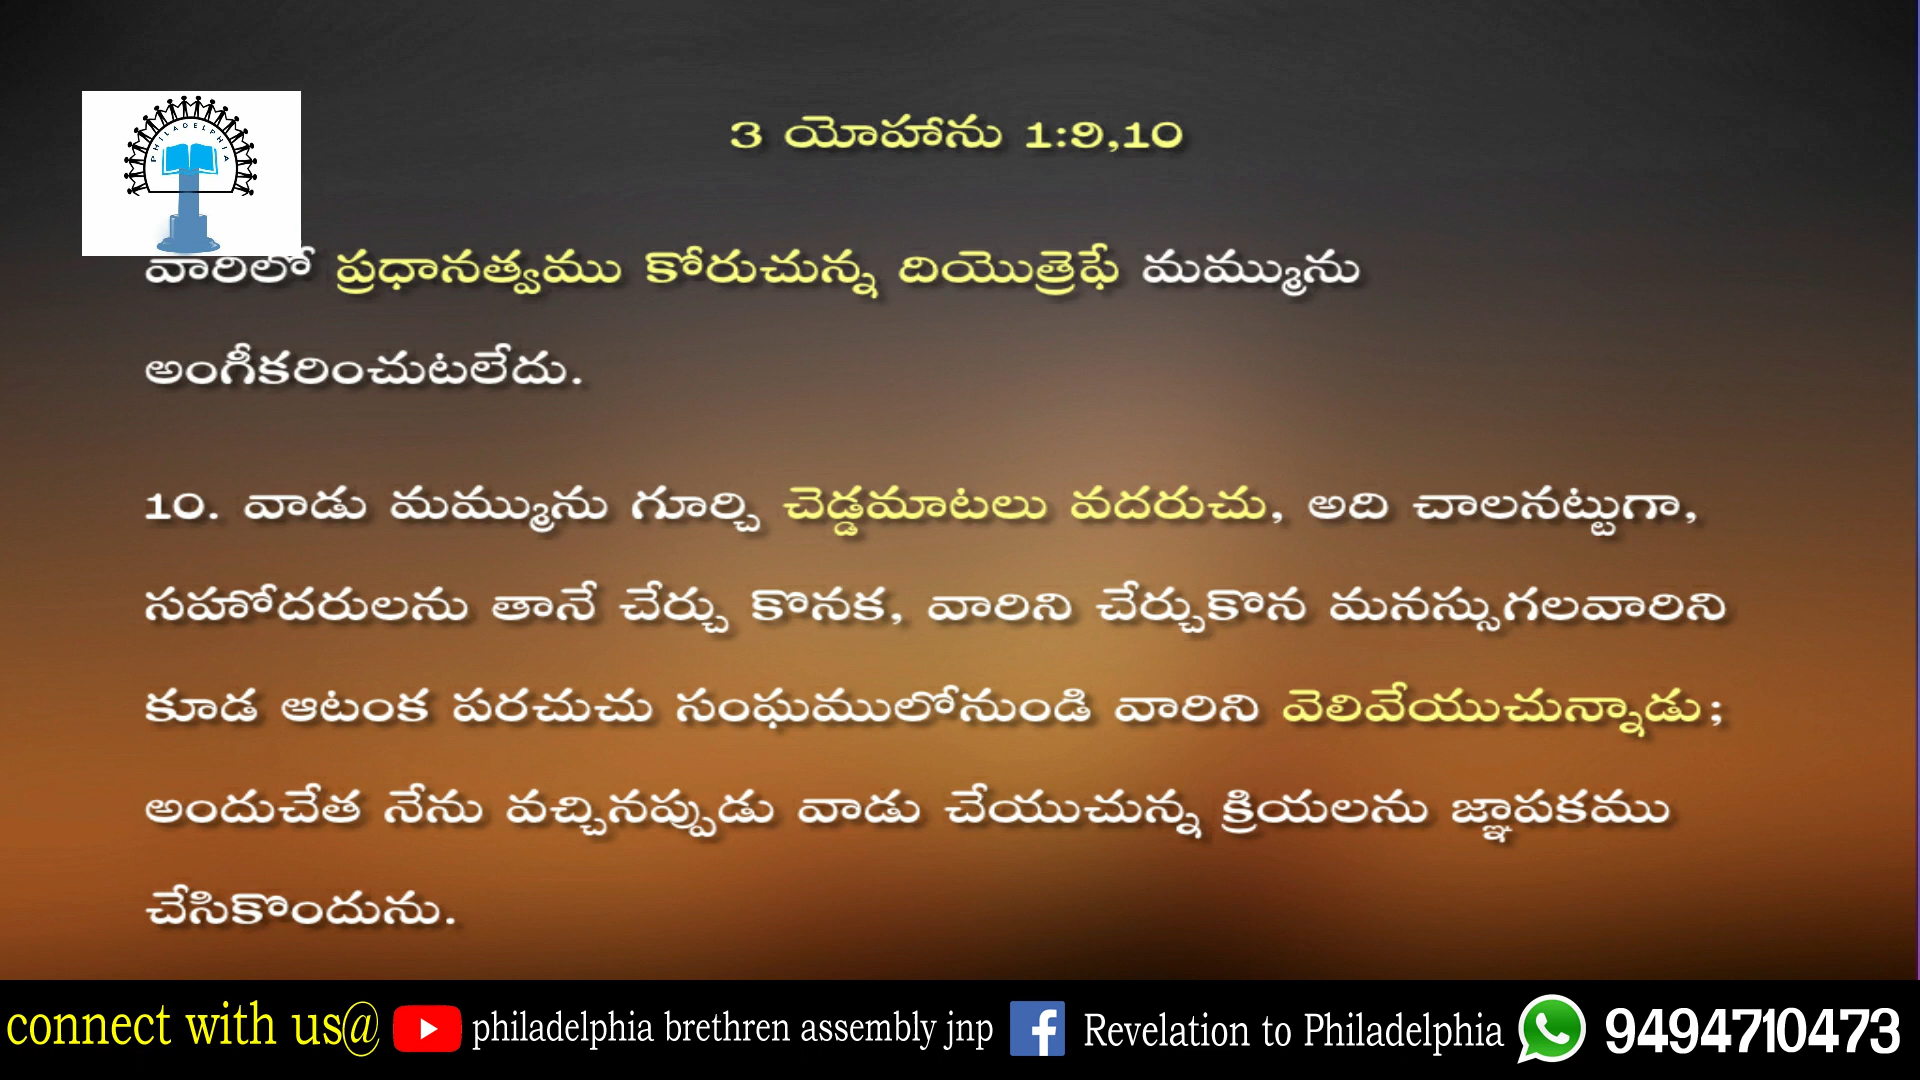 PHILADELPHIA
3 యోహాను 1:9,10
వారిలో ప్రధానత్వము కోరుచున్న దియొత్రెఫే మమ్మును
అంగీకరించుటలేదు.
10. వాడు మమ్మును గూర్చి చెడ్డమాటలు వదరుచు, అది చాలనట్టుగా,
సహోదరులను తానే చేర్చు కొనక, వారిని చేర్చుకొన మనస్సుగలవారిని
కూడ ఆటంక పరచుచు సంఘములోనుండి వారిని వెలివేయుచున్నాడు;
అందుచేత నేను వచ్చినప్పుడు వాడు చేయుచున్న క్రియలను జ్ఞాపకము
చేసికొందును.
connect with us@ philadelphia brethren assembly jnp Revelation to Philadelphia 9494710473